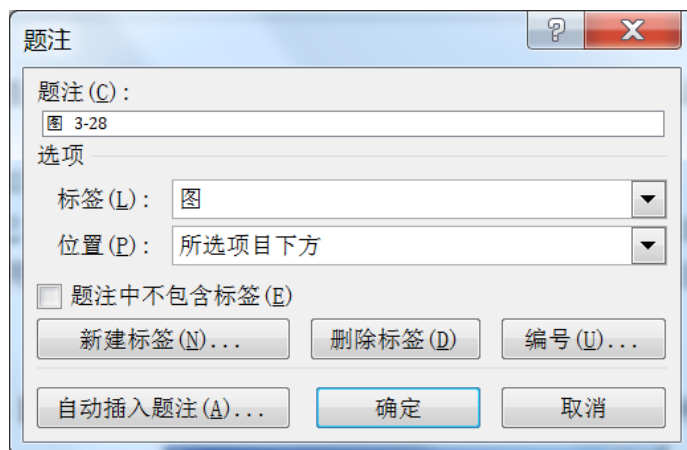 题注
题注(C):
图 3-28
选项
标签(L): 图
位置(P): 所选项目下方
题注中不包含标签(E)
新建标签(N)... 删除标签(D) 编号(U)...
自动插入题注(A)... 确定 取消